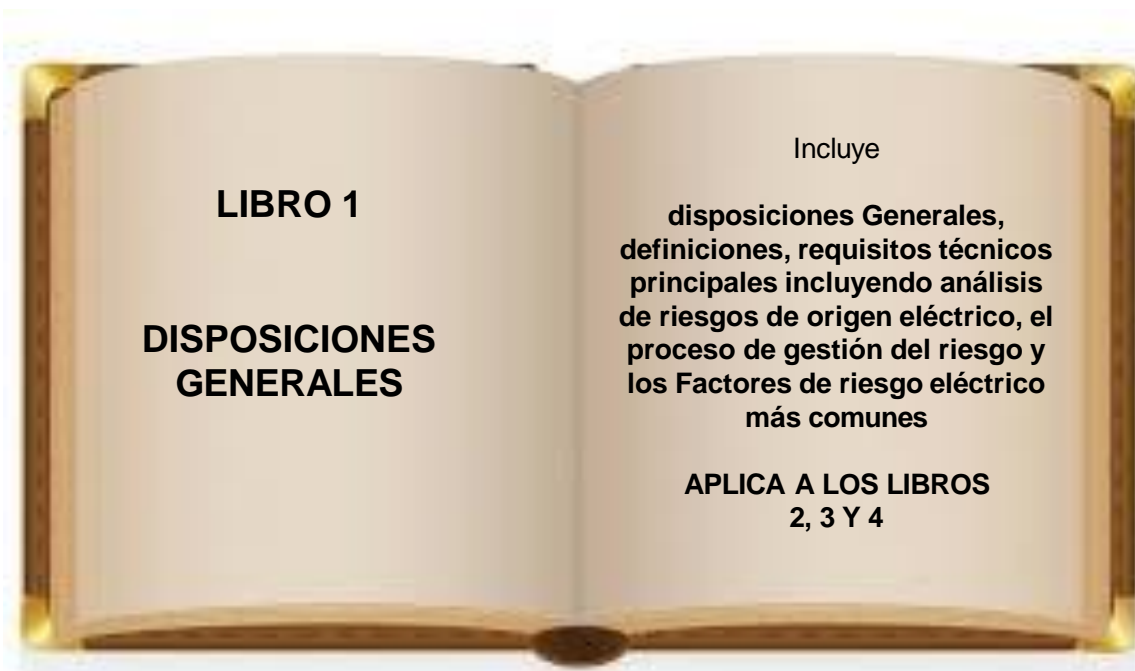 LIBRO 1
DISPOSICIONES
GENERALES
Incluye
disposiciones Generales,
definiciones, requisitos técnicos
principales incluyendo análisis
de riesgos de origen eléctrico, el
proceso de gestión del riesgo y
los Factores de riesgo eléctrico
más comunes
APLICA A LOS LIBROS
2, 3 Y 4